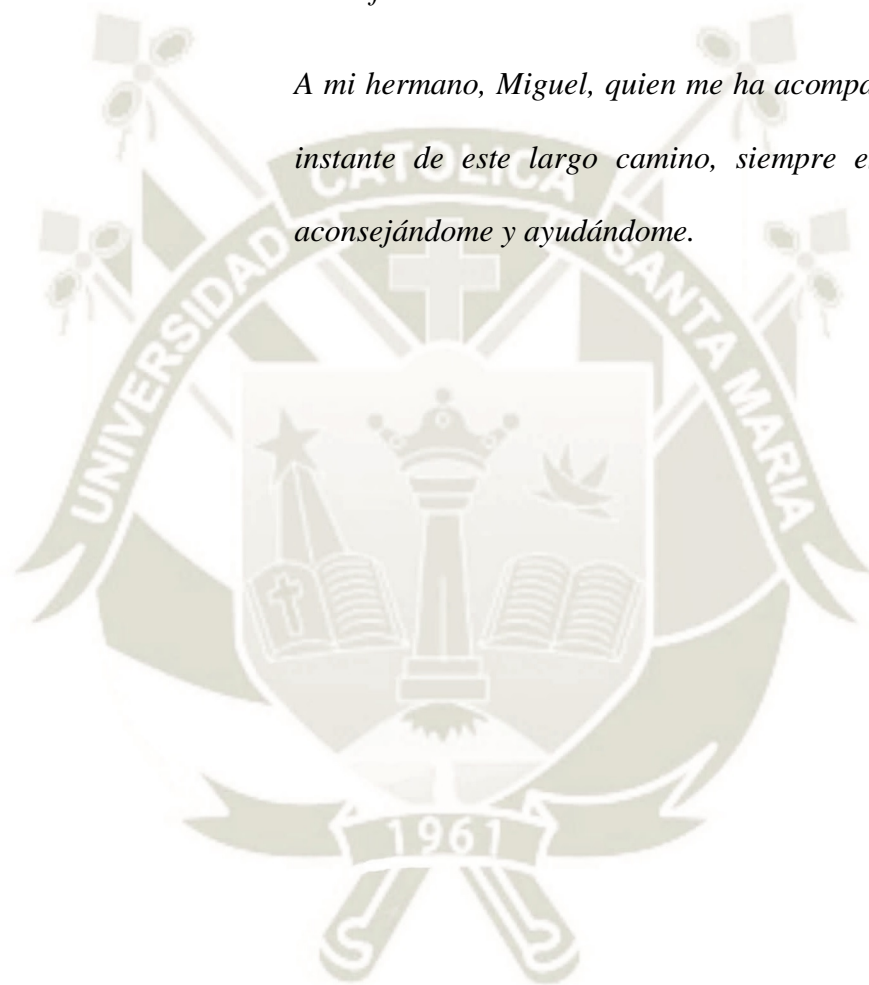 A mi hermano, Miguel, quien me ha
instante de este largo camino, siempre
aconsejándome y ayudándome.
UNIVERSIDAD CATOLICA SANTA MARIA
1961